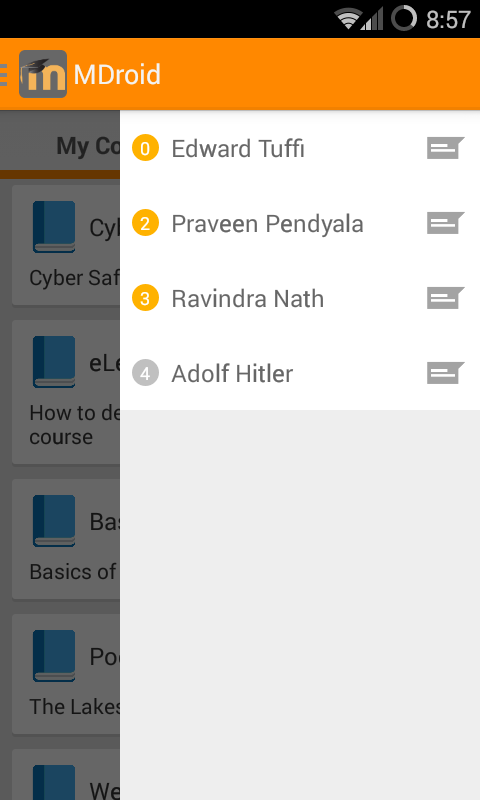 8:57
MDroid
My Co
0 Edward Tuffi
2 Praveen Pendyala
3 Ravindra Nath
4 Adolf Hitler
Cyl
Cyber Saf
eLe
How to de
course
Bas
Basics of
Poe
The Lakes
We